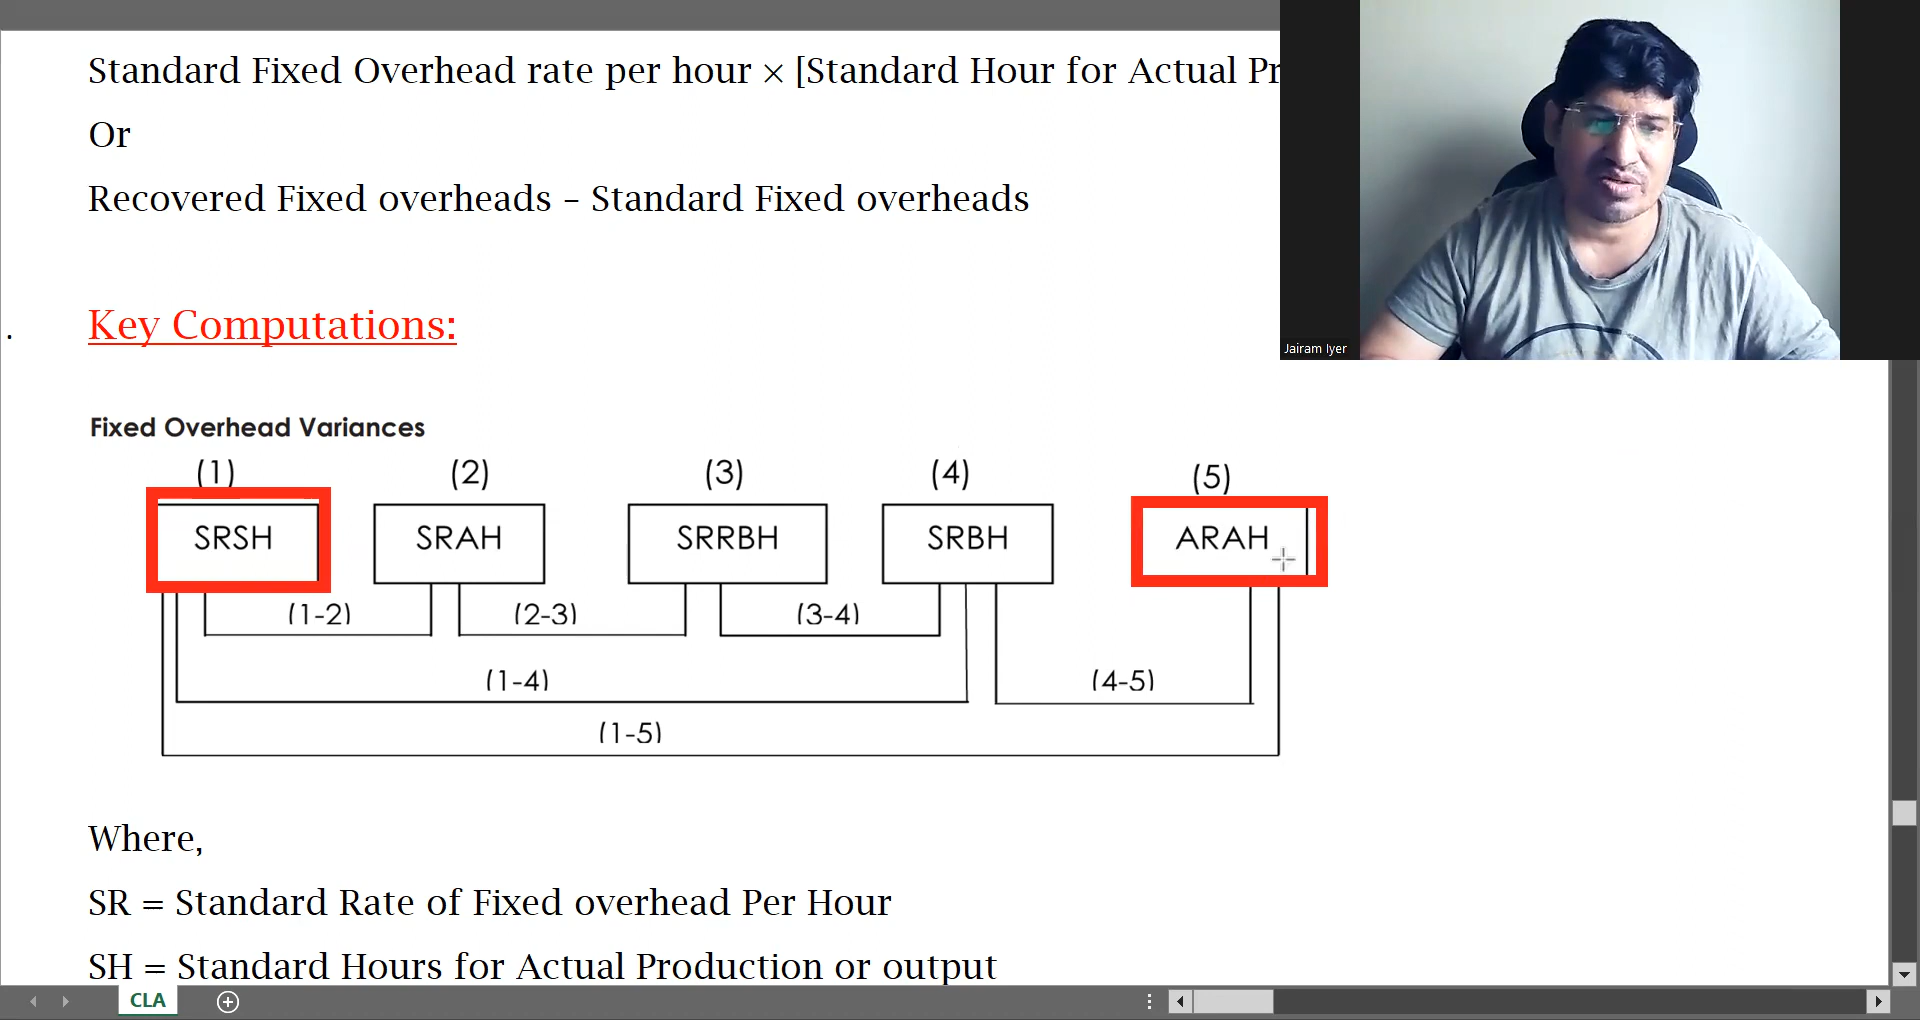 Standard Fixed Overhead rate per hour × [Standard Hour for Actual Pr
Or
Recovered Fixed overheads – Standard Fixed overheads
Jairam Iyer
. Key Computations:
Fixed Overhead Variances
(1) (2) (3) (4) (5)
SRSH SRAH SRRBH SRBH ARAH
(1-2) (2-3) (3-4)
(1-4) (4-5)
(1-5)
Where,
SR = Standard Rate of Fixed overhead Per Hour
SH = Standard Hours for Actual Production or output
CLA